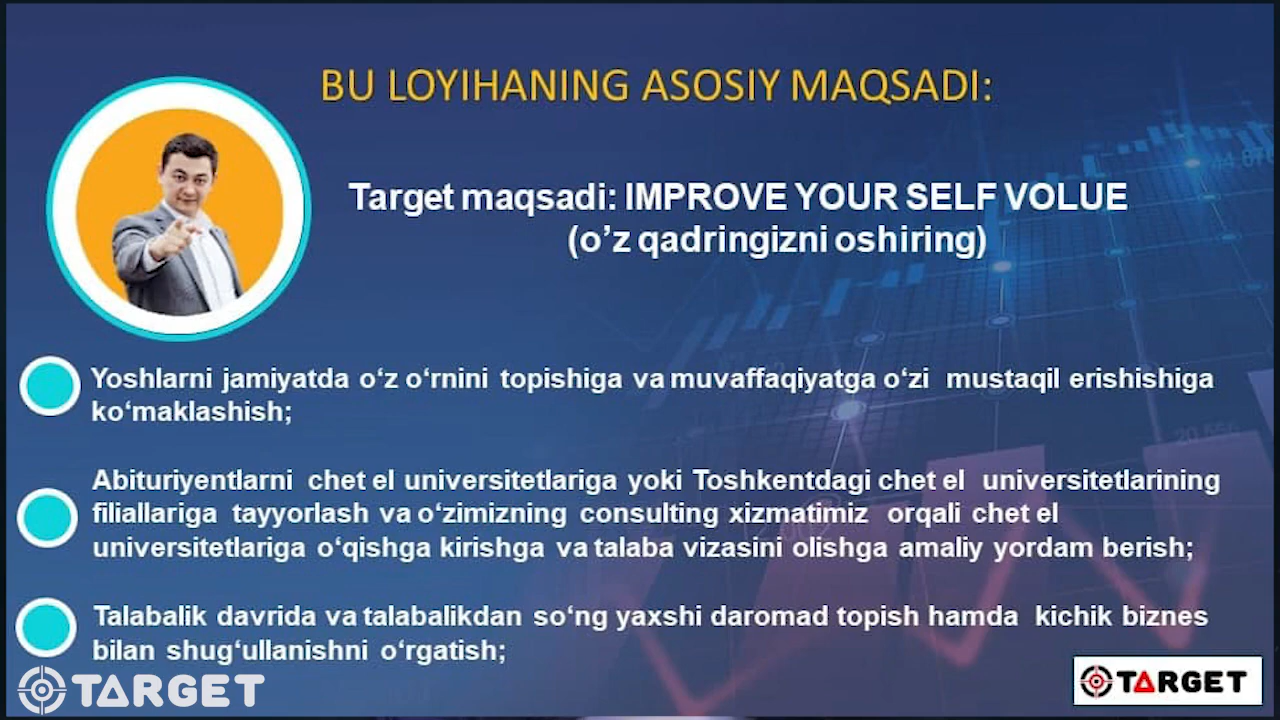 BU LOYIHANING ASOSIY MAQSADI:
Target maqsadi: IMPROVE YOUR SELF VOLUE
(o’z qadringizni oshiring)
Yoshlarni jamiyatda o‘z o‘rnini topishiga va muvaffaqiyatga o‘zi mustaqil erishishiga
ko‘maklashish;
Abituriyentlarni chet el universitetlariga yoki Toshkentdagi chet el universitetlarining
filiallariga tayyorlash va o‘zimizning consulting xizmatimiz orqali chet el
universitetlariga o‘qishga kirishga va talaba vizasini olishga amaliy yordam berish;
Talabalik davrida va talabalikdan so‘ng yaxshi daromad topish hamda kichik biznes
bilan shug‘ullanishni o‘rgatish;
TARGET
TARGET